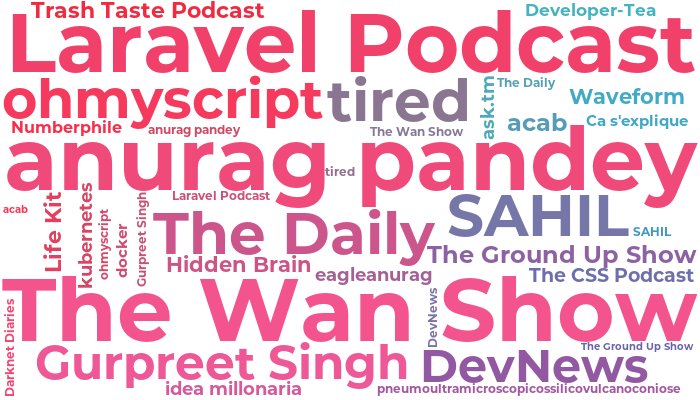 Trash Taste Podcast
Developer-Tea
Laravel Podcast
ohmyscript
tired
ask.tm
The Daily
Waveform
Numberphile
anurag pandey
The Wan Show
acab
Ca s'explique
anurag pandey
tired
acab
Life Kit
kubernetes
ohmyscript
docker
Gurpreet Singh
Laravel Podcast
The Daily
SAHIL
SAHIL
Hidden Brain
The Ground Up Show
eagleanurag
The CSS Podcast
The Wan Show
Darknet Diaries
DevNews
The Ground Up Show
Gurpreet Singh
DevNews
idea millonaria
pneumoultramicroscopicossilicovulcanoconiose